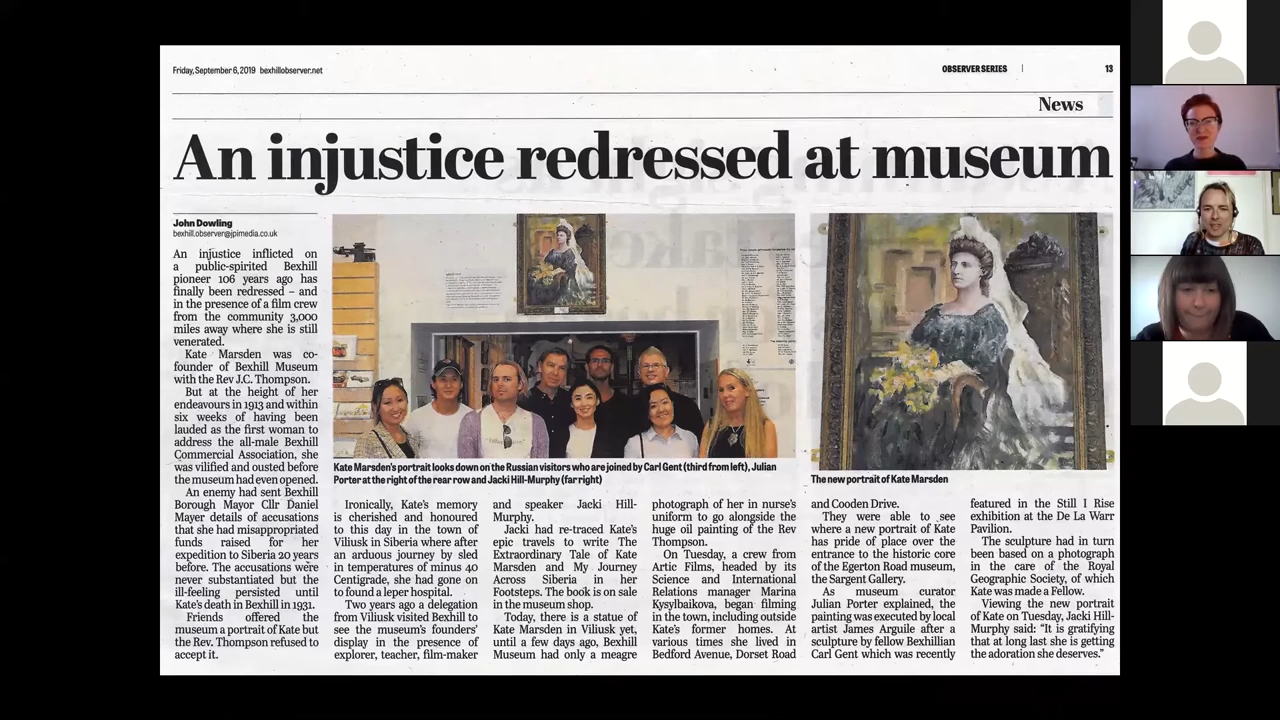 Friday, September 6, 2019 bexhillobserver.net
OBSERVER SERIES
13
News
An injustice redressed at museum
John Dowling
bexhill.observer@jpimedia.co.uk
An injustice inflicted on
a public-spirited Bexhill
pioneer 106 years ago has
finally been redressed – and
in the presence of a film crew
from the community 3,000
miles away where she is still
venerated.
Kate Marsden was co-
founder of Bexhill Museum
with the Rev J.C. Thompson.
But at the height of her
endeavours in 1913 and within
six weeks of having been
lauded as the first woman to
address the all-male Bexhill
Commercial Association, she
was vilified and ousted before
the museum had even opened.
An enemy had sent Bexhill
Borough Mayor Cllr Daniel
Mayer details of accusations
that she had misappropriated
funds raised for her
expedition to Siberia 20 years
before. The accusations were
never substantiated but the
ill-feeling persisted until
Kate's death in Bexhill in 1931.
Friends offered the
museum a portrait of Kate but
the Rev. Thompson refused to
accept it.
Kate Marsden's portrait looks down on the Russian visitors who are joined by Carl Gent (third from left), Julian
Porter at the right of the rear row and Jacki Hill-Murphy (far right)
The new portrait of Kate Marsden
Ironically, Kate's memory
is cherished and honoured
to this day in the town of
Viliusk in Siberia where after
an arduous journey by sled
in temperatures of minus 40
Centigrade, she had gone on
to found a leper hospital.
Two years ago a delegation
from Viliusk visited Bexhill to
see the museum's founders'
display in the presence of
explorer, teacher, film-maker
and speaker Jacki Hill-
Murphy.
Jacki had re-traced Kate's
epic travels to write The
Extraordinary Tale of Kate
Marsden and My Journey
Across Siberia in her
Footsteps. The book is on sale
in the museum shop.
Today, there is a statue of
Kate Marsden in Viliusk yet,
until a few days ago, Bexhill
Museum had only a meagre
photograph of her in nurse's
uniform to go alongside the
huge oil painting of the Rev
Thompson.
On Tuesday, a crew from
Artic Films, headed by its
Science and International
Relations manager Marina
Kysylbaikova, began filming
in the town, including outside
Kate's former homes. At
various times she lived in
Bedford Avenue, Dorset Road
and Cooden Drive.
They were able to see
where a new portrait of Kate
has pride of place over the
entrance to the historic core
of the Egerton Road museum,
the Sargent Gallery.
As museum curator
Julian Porter explained, the
painting was executed by local
artist James Arguile after a
sculpture by fellow Bexhillian
Carl Gent which was recently
featured in the Still I Rise
exhibition at the De La Warr
Pavilion.
The sculpture had in turn
been based on a photograph
in the care of the Royal
Geographic Society, of which
Kate was made a Fellow.
Viewing the new portrait
of Kate on Tuesday, Jacki Hill-
Murphy said: "It is gratifying
that at long last she is getting
the adoration she deserves."